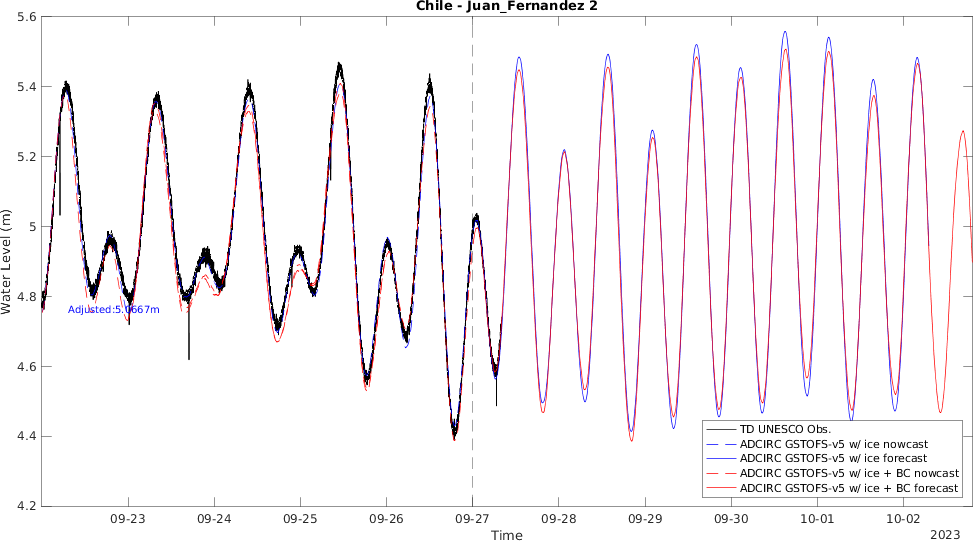 Chile - Juan_Fernandez 2
5.6
5.4
5.2
5
4.8
4.6
4.4
4.2
Water Level (m)
Adjusted:5.0667m
TD UNESCO Obs.
ADCIRC GSTOFS-v5 w/ ice nowcast
ADCIRC GSTOFS-v5 w/ ice forecast
ADCIRC GSTOFS-v5 w/ ice + BC nowcast
ADCIRC GSTOFS-v5 w/ ice + BC forecast
09-23 09-24 09-25 09-26 09-27 09-28 09-29 09-30 10-01 10-02
Time
2023